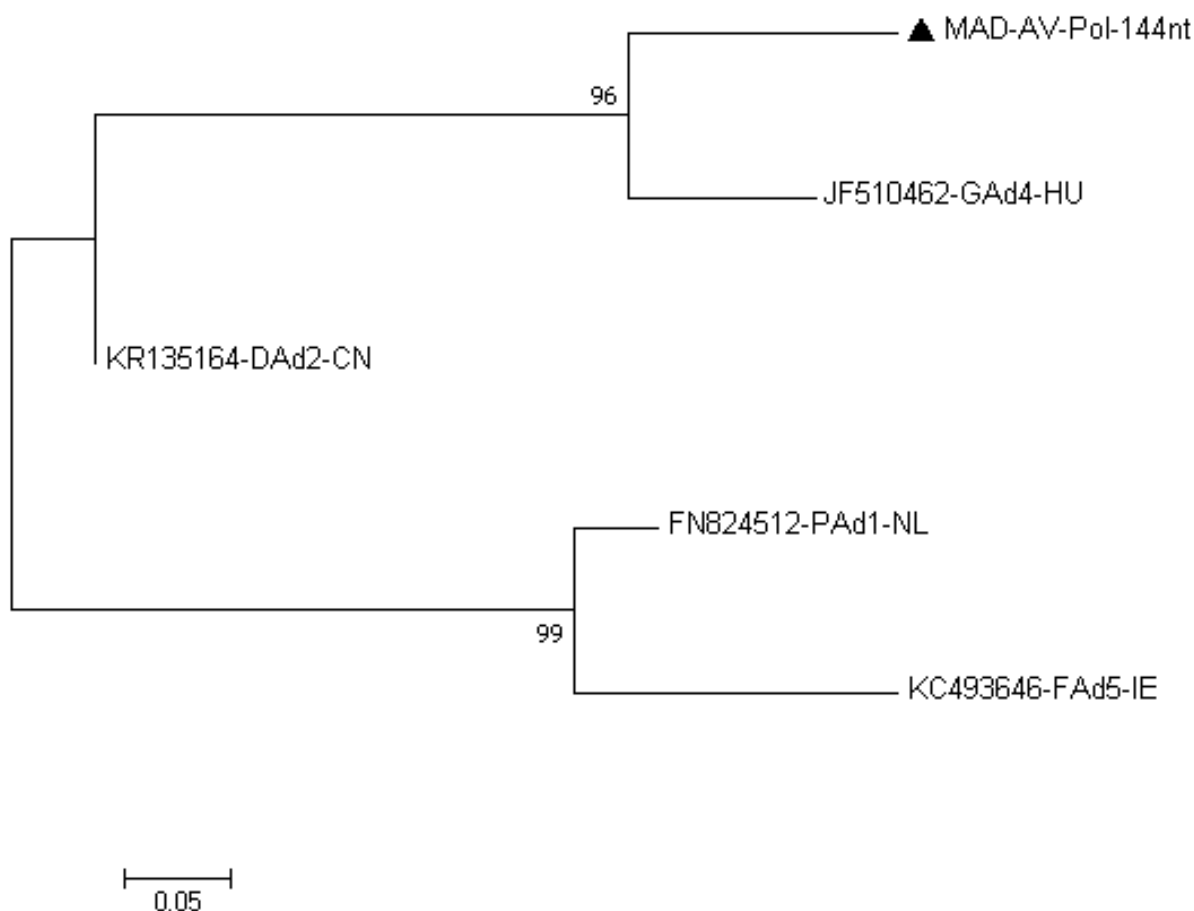 ▲ MAD-AV-Pol-144nt
96
JF510462-GAd4-HU
KR135164-DAd2-CN
FN824512-PAd1-NL
99
KC493646-FAd5-IE
0.05